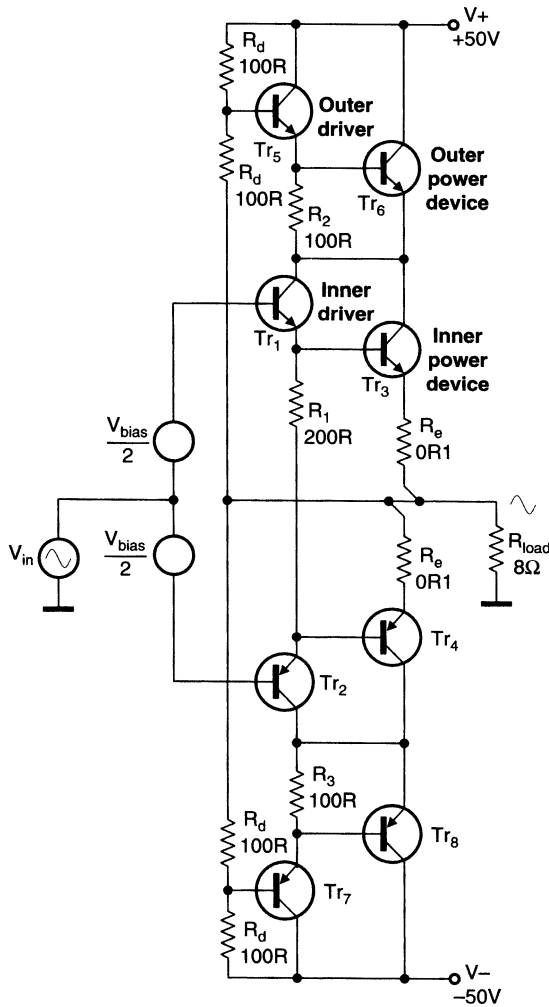 V+
+50V
Rd
100R
Outer
driver
Tr5
Rd
100R
Outer
power
device
Tr6
R2
100R
Inner
driver
Tr1
Inner
power
device
Tr3
R1
200R
Re
0R1
Vbias
2
Vin
Vbias
2
Re
0R1
Rload
8Ω
Tr4
Tr2
R3
100R
Rd
100R
Tr8
Tr7
Rd
100R
V−
−50V